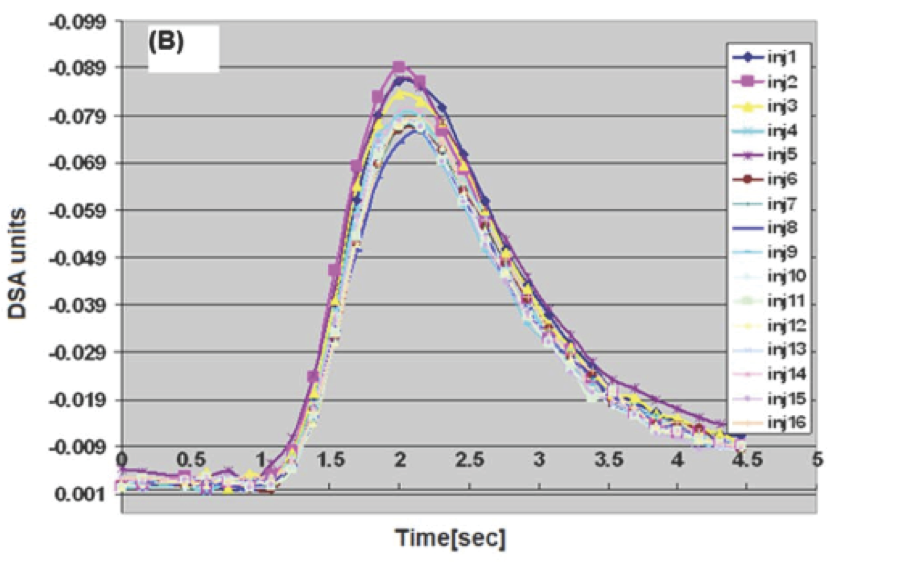 (B)
-0.099
-0.089
-0.079
-0.069
-0.059
-0.049
-0.039
-0.029
-0.019
-0.009
0.001
DSA units
0 0.5 1 1.5 2 2.5 3 3.5 4 4.5 5
Time[sec]
inj1
inj2
inj3
inj4
inj5
inj6
inj7
inj8
inj9
inj10
inj11
inj12
inj13
inj14
inj15
inj16